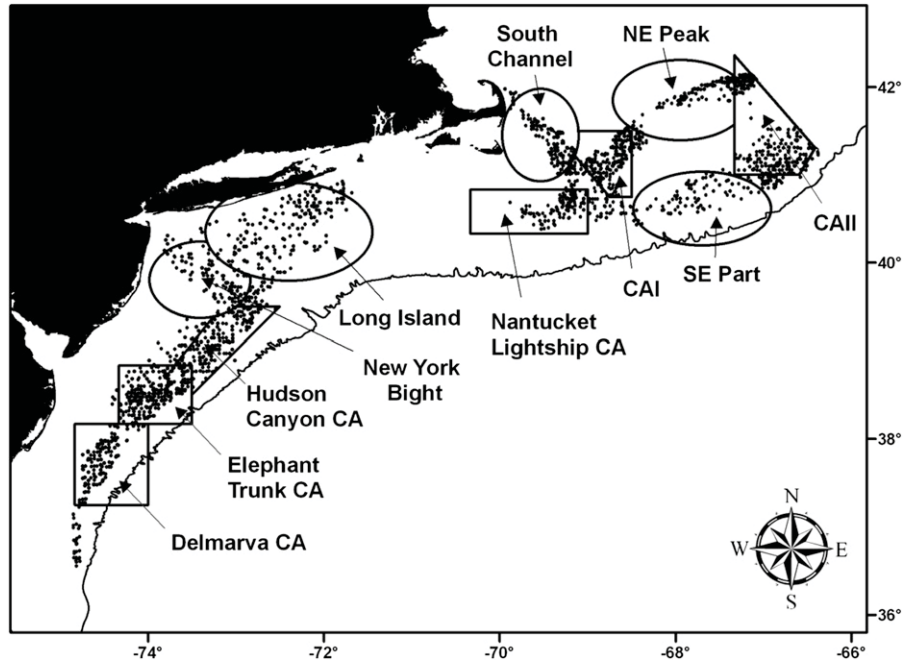 South
Channel
NE Peak
42°
CAII
40°
SE Part
CAI
Long Island
Nantucket
Lightship CA
New York
Bight
Hudson
Canyon CA
38°
Elephant
Trunk CA
Delmarva CA
N
W
E
S
36°
-74°
-72°
-70°
-68°
-66°